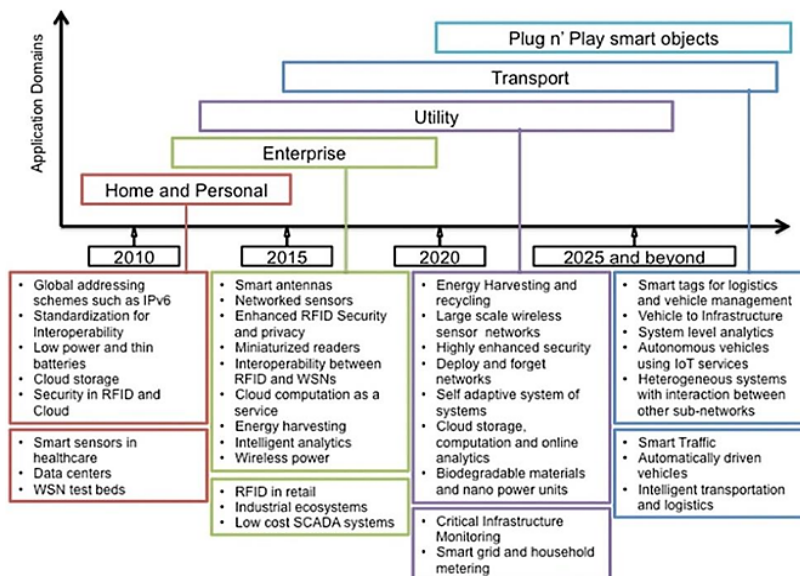 Application Domains
Plug n' Play smart objects
Transport
Utility
Enterprise
Home and Personal
2010
2015
2020
2025 and beyond
• Global addressing
schemes such as IPv6
• Standardization for
Interoperability
• Low power and thin
batteries
• Cloud storage
• Security in RFID and
Cloud
• Smart sensors in
healthcare
• Data centers
• WSN test beds
• Smart antennas
• Networked sensors
• Enhanced RFID Security
and privacy
• Miniaturized readers
• Interoperability between
RFID and WSNs
• Cloud computation as a
service
• Energy harvesting
• Intelligent analytics
• Wireless power
• RFID in retail
• Industrial ecosystems
• Low cost SCADA systems
• Energy Harvesting and
recycling
• Large scale wireless
sensor networks
• Highly enhanced security
• Deploy and forget
networks
• Self adaptive system of
systems
• Cloud storage,
computation and online
analytics
• Biodegradable materials
and nano power units
• Critical Infrastructure
Monitoring
• Smart grid and household
metering
• Smart tags for logistics
and vehicle management
• Vehicle to Infrastructure
• System level analytics
• Autonomous vehicles
using IoT services
• Heterogeneous systems
with interaction between
other sub-networks
• Smart Traffic
• Automatically driven
vehicles
• Intelligent transportation
and logistics